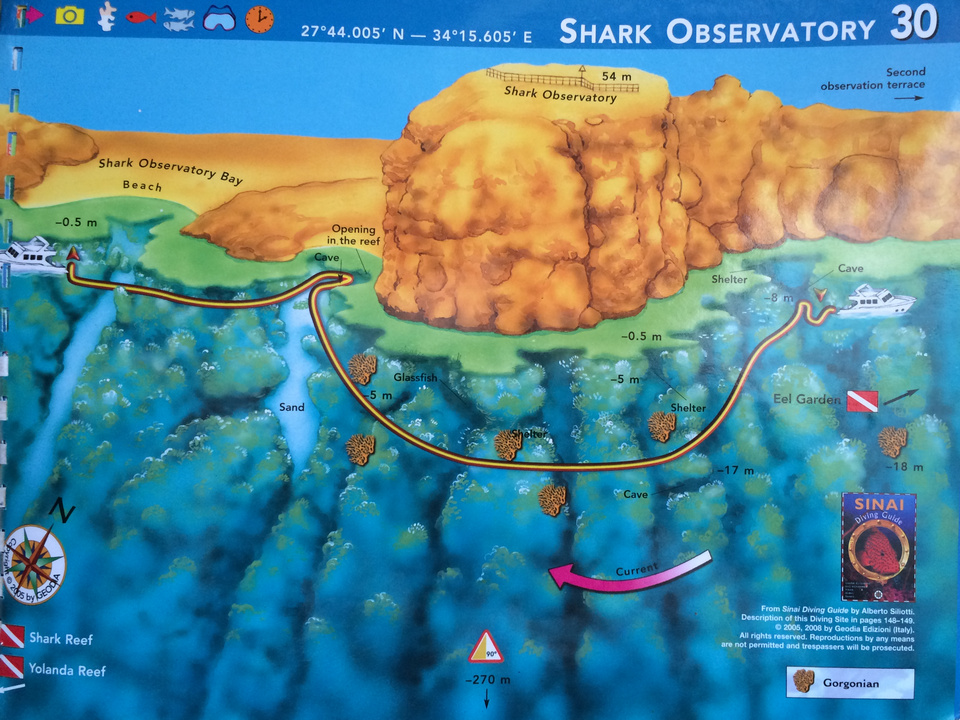 27°44.005' N — 34°15.605' E
SHARK OBSERVATORY 30
Second
observation terrace
54 m
Shark Observatory
Shark Observatory Bay
Beach
–0.5 m
Opening
in the reef
Cave
Shelter
Cave
–8 m
–0.5 m
Glassfish
–5 m
–5 m
Shelter
Eel Garden
Sand
Shelter
–17 m
–18 m
Cave
N
SINAI
Diving Guide
Copyright © 2005 by GEODIA
Current
From Sinai Diving Guide by Alberto Siliotti.
Description of this Diving Site in pages 148–149.
© 2005, 2008 by Geodia Edizioni (Italy).
All rights reserved. Reproductions by any means
are not permitted and trespassers will be prosecuted.
Shark Reef
Yolanda Reef
90°
–270 m
Gorgonian